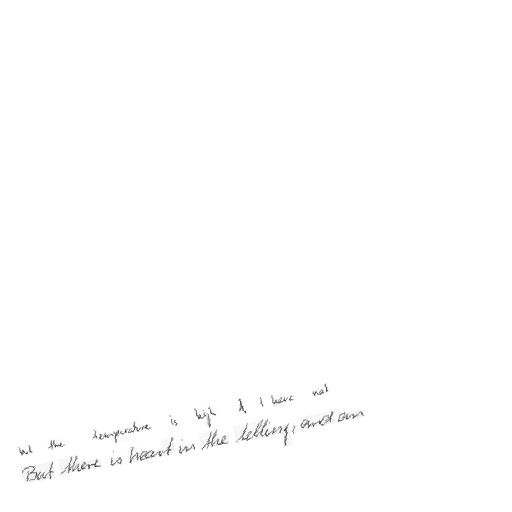 but the temperature is high & I have not
But there is heart in the telling, and an